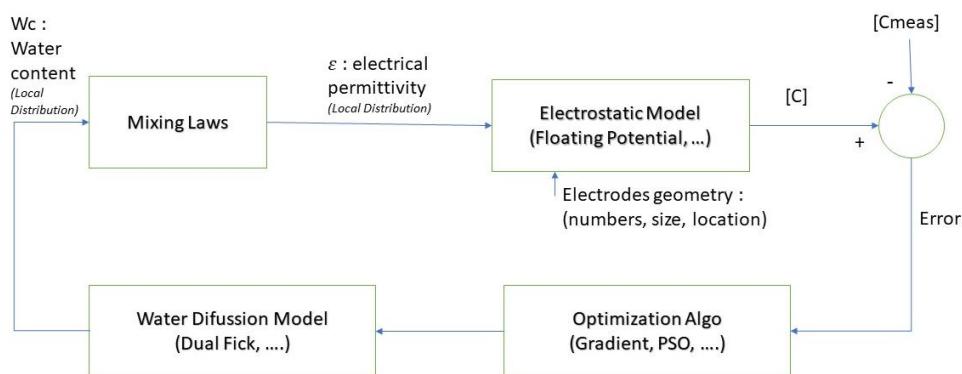 Wc :
Water
content
(Local
Distribution)
Mixing Laws
ε : electrical
permittivity
(Local Distribution)
Electrostatic Model
(Floating Potential, ...)
[C]
[Cmeas]
-
+
Electrodes geometry :
(numbers, size, location)
Error
Water Difussion Model
(Dual Fick, ....)
Optimization Algo
(Gradient, PSO, ....)